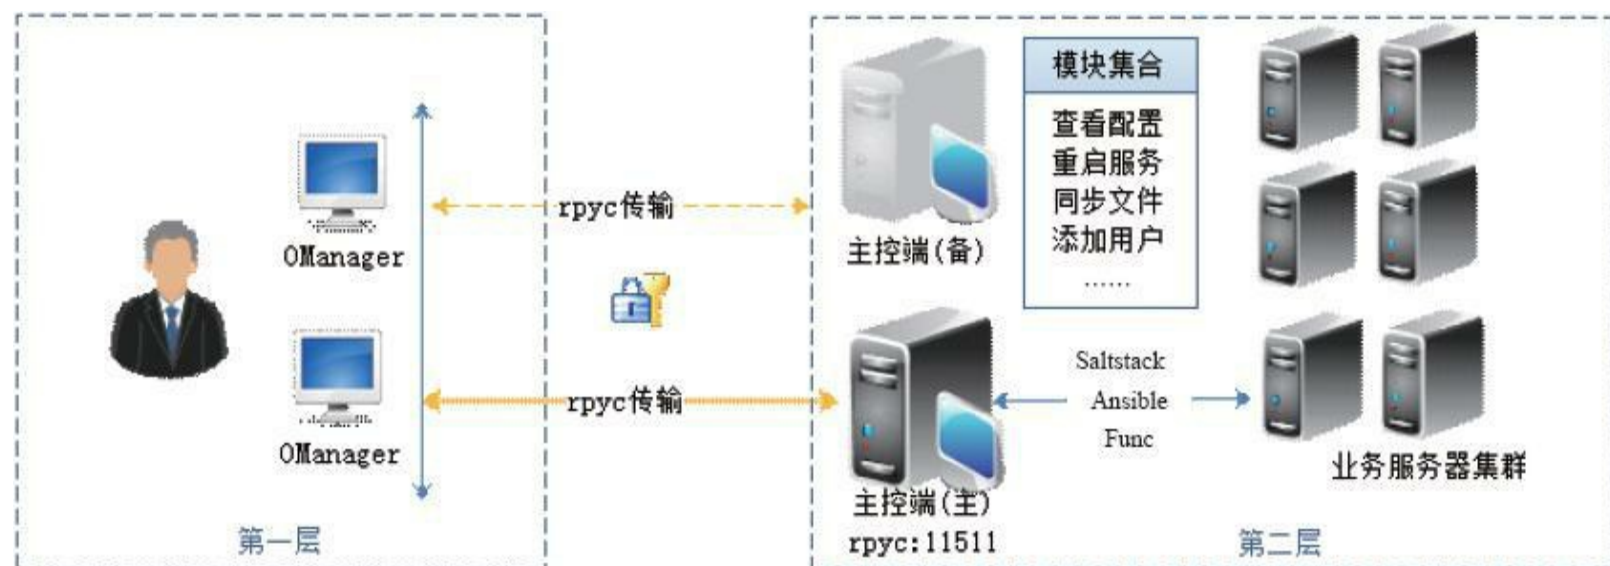 OManager
OManager
第一层
rpyc传输
rpyc传输
主控端(备)
主控端(主)
rpyc:11511
模块集合
查看配置
重启服务
同步文件
添加用户
......
Saltstack
Ansible
Func
业务服务器集群
第二层